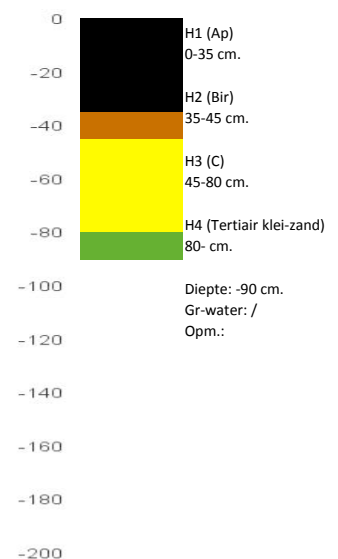 0
-20
-40
-60
-80
-100
-120
-140
-160
-180
-200
H1 (Ap)
0-35 cm.
H2 (Bir)
35-45 cm.
H3 (C)
45-80 cm.
H4 (Tertiair klei-zand)
80- cm.
Diepte: -90 cm.
Gr-water: /
Opm.: